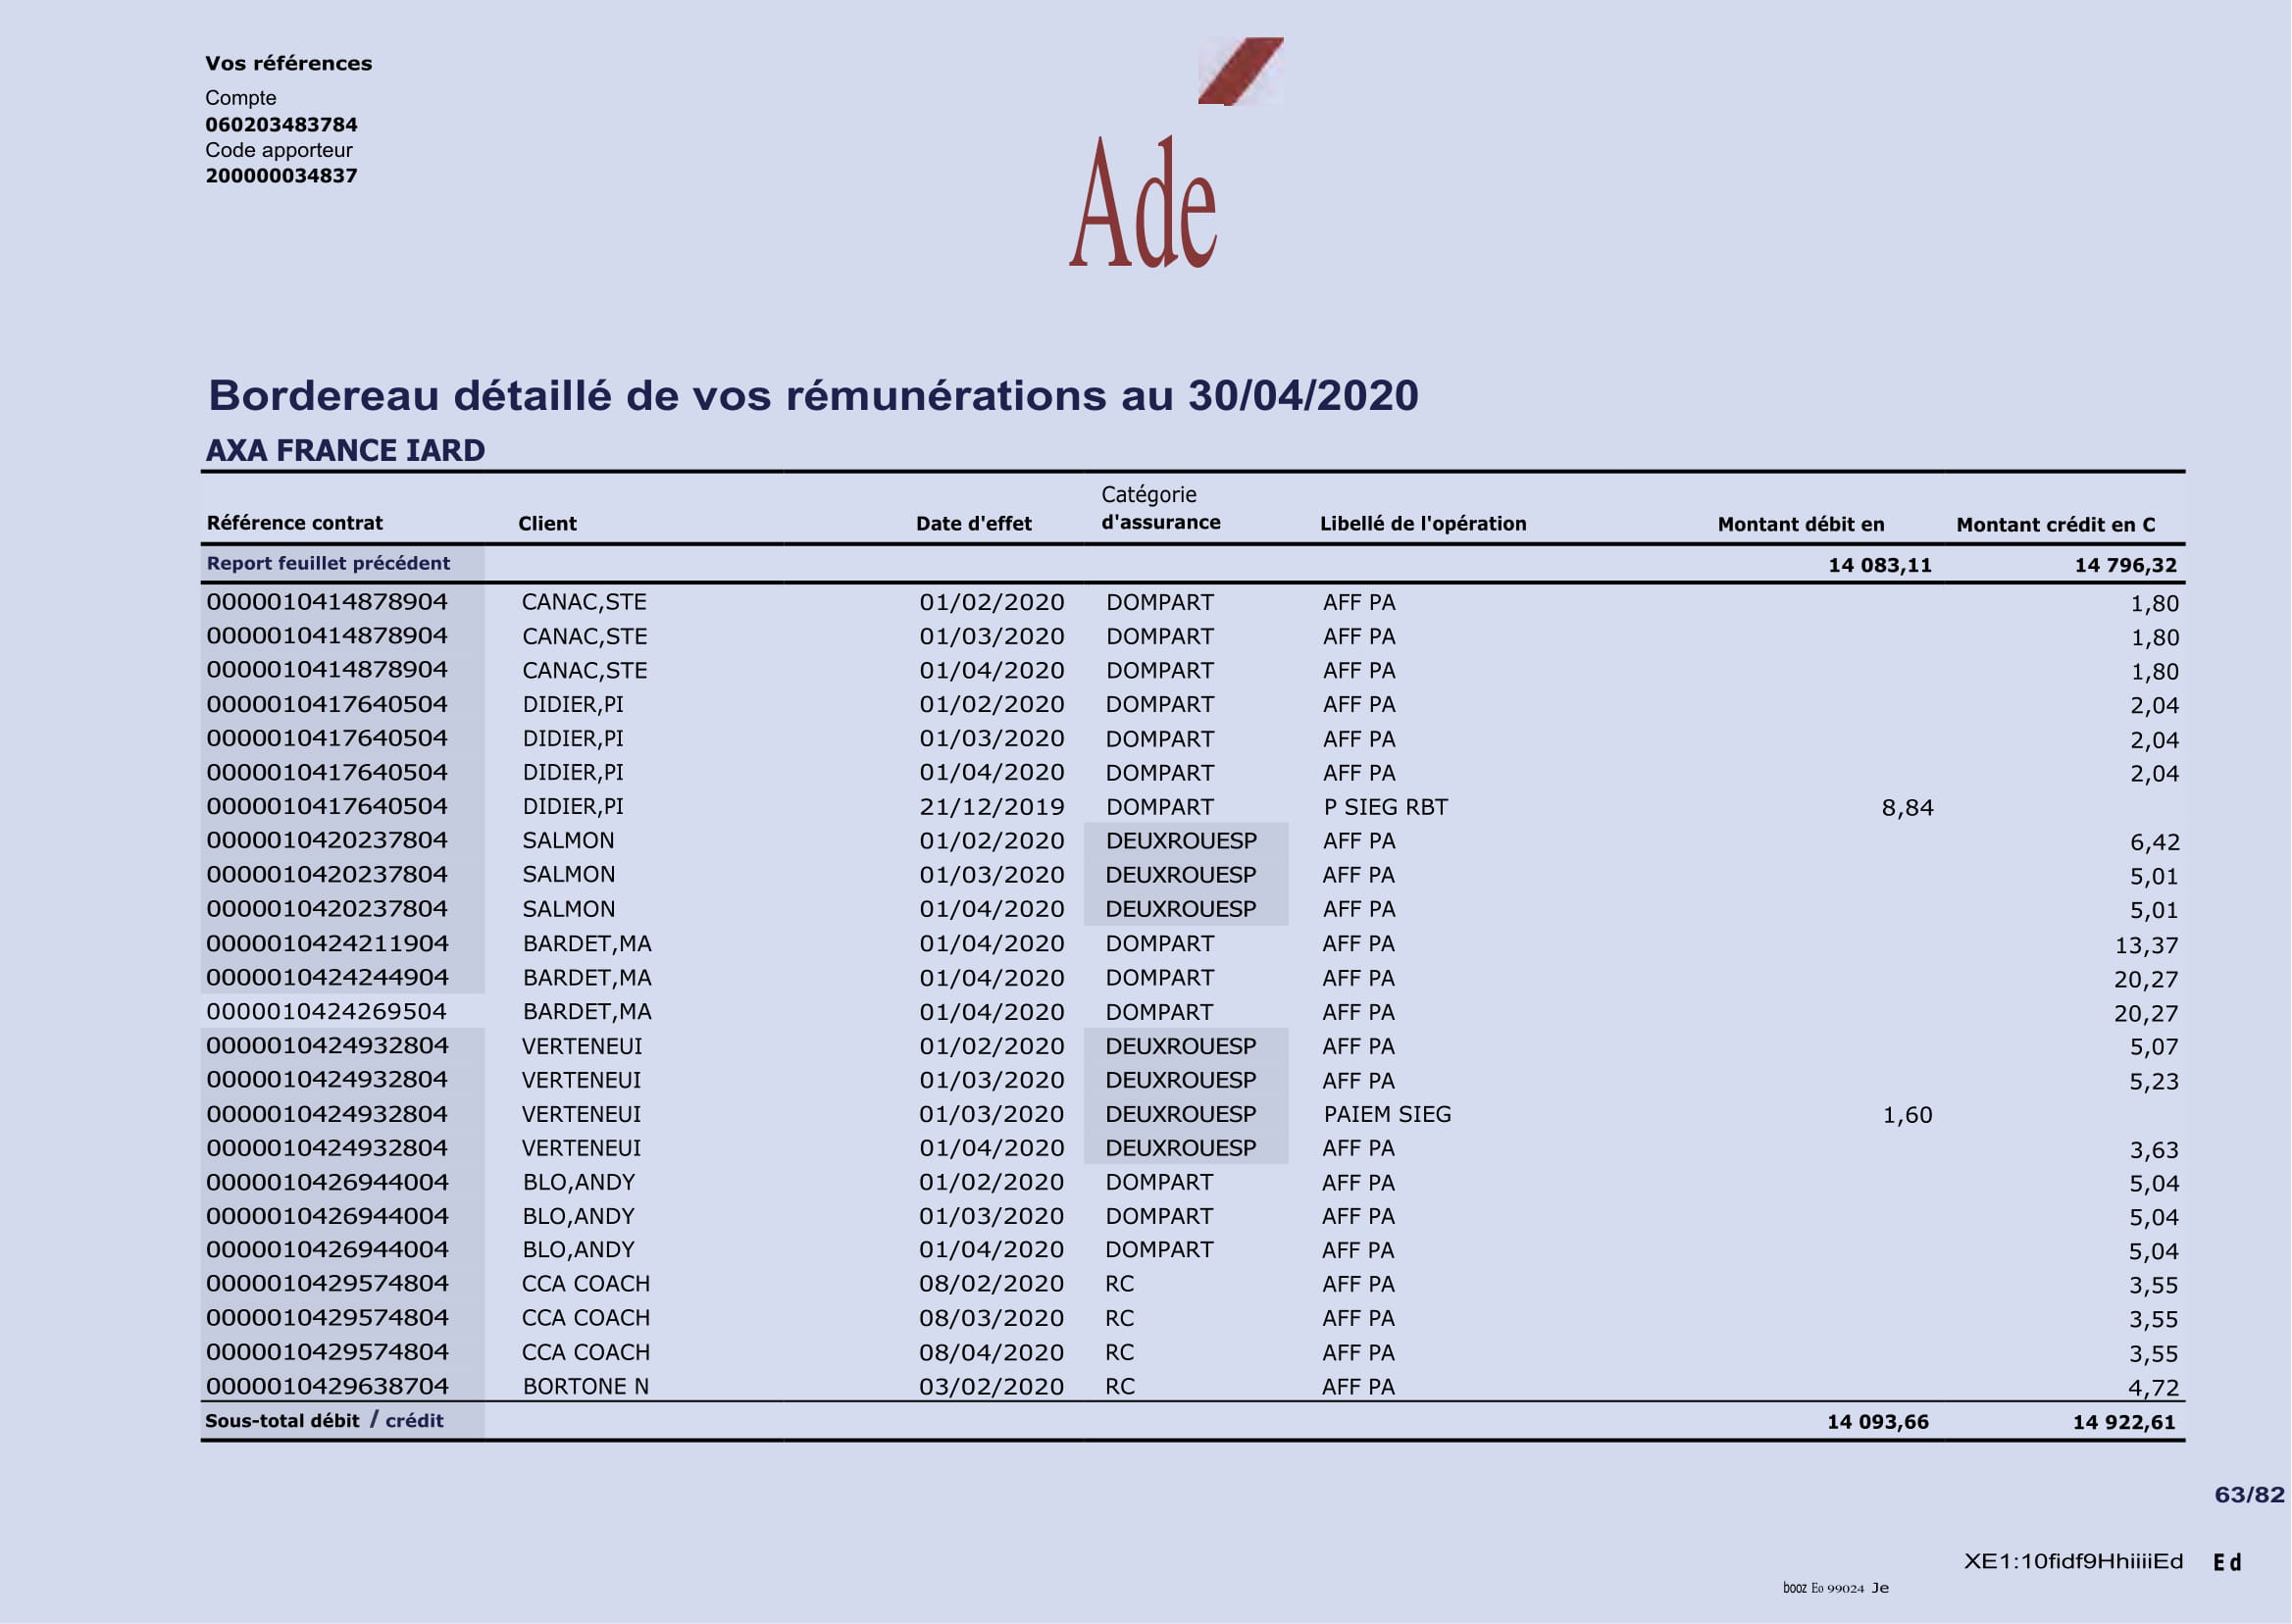 Vos références
Compte
060203483784
Code apporteur
200000034837
Ade
Bordereau détaillé de vos rémunérations au 30/04/2020
AXA FRANCE IARD
Référence contrat Client Date d'effet Catégorie d'assurance Libellé de l'opération Montant débit en Montant crédit en C
Report feuillet précédent 14 083,11 14 796,32
0000010414878904 CANAC,STE 01/02/2020 DOMPART AFF PA 1,80
0000010414878904 CANAC,STE 01/03/2020 DOMPART AFF PA 1,80
0000010414878904 CANAC,STE 01/04/2020 DOMPART AFF PA 1,80
0000010417640504 DIDIER,PI 01/02/2020 DOMPART AFF PA 2,04
0000010417640504 DIDIER,PI 01/03/2020 DOMPART AFF PA 2,04
0000010417640504 DIDIER,PI 01/04/2020 DOMPART AFF PA 2,04
0000010417640504 DIDIER,PI 21/12/2019 DOMPART P SIEG RBT 8,84
0000010420237804 SALMON 01/02/2020 DEUXROUESP AFF PA 6,42
0000010420237804 SALMON 01/03/2020 DEUXROUESP AFF PA 5,01
0000010420237804 SALMON 01/04/2020 DEUXROUESP AFF PA 5,01
0000010424211904 BARDET,MA 01/04/2020 DOMPART AFF PA 13,37
0000010424244904 BARDET,MA 01/04/2020 DOMPART AFF PA 20,27
0000010424269504 BARDET,MA 01/04/2020 DOMPART AFF PA 20,27
0000010424932804 VERTENEUI 01/02/2020 DEUXROUESP AFF PA 5,07
0000010424932804 VERTENEUI 01/03/2020 DEUXROUESP AFF PA 5,23
0000010424932804 VERTENEUI 01/03/2020 DEUXROUESP PAIEM SIEG 1,60
0000010424932804 VERTENEUI 01/04/2020 DEUXROUESP AFF PA 3,63
0000010426944004 BLO,ANDY 01/02/2020 DOMPART AFF PA 5,04
0000010426944004 BLO,ANDY 01/03/2020 DOMPART AFF PA 5,04
0000010426944004 BLO,ANDY 01/04/2020 DOMPART AFF PA 5,04
0000010429574804 CCA COACH 08/02/2020 RC AFF PA 3,55
0000010429574804 CCA COACH 08/03/2020 RC AFF PA 3,55
0000010429574804 CCA COACH 08/04/2020 RC AFF PA 3,55
0000010429638704 BORTONE N 03/02/2020 RC AFF PA 4,72
Sous-total débit / crédit 14 093,66 14 922,61
63/82
XE1:10fidf9HhiiiiEd Ed
booz Eo 99024 Je